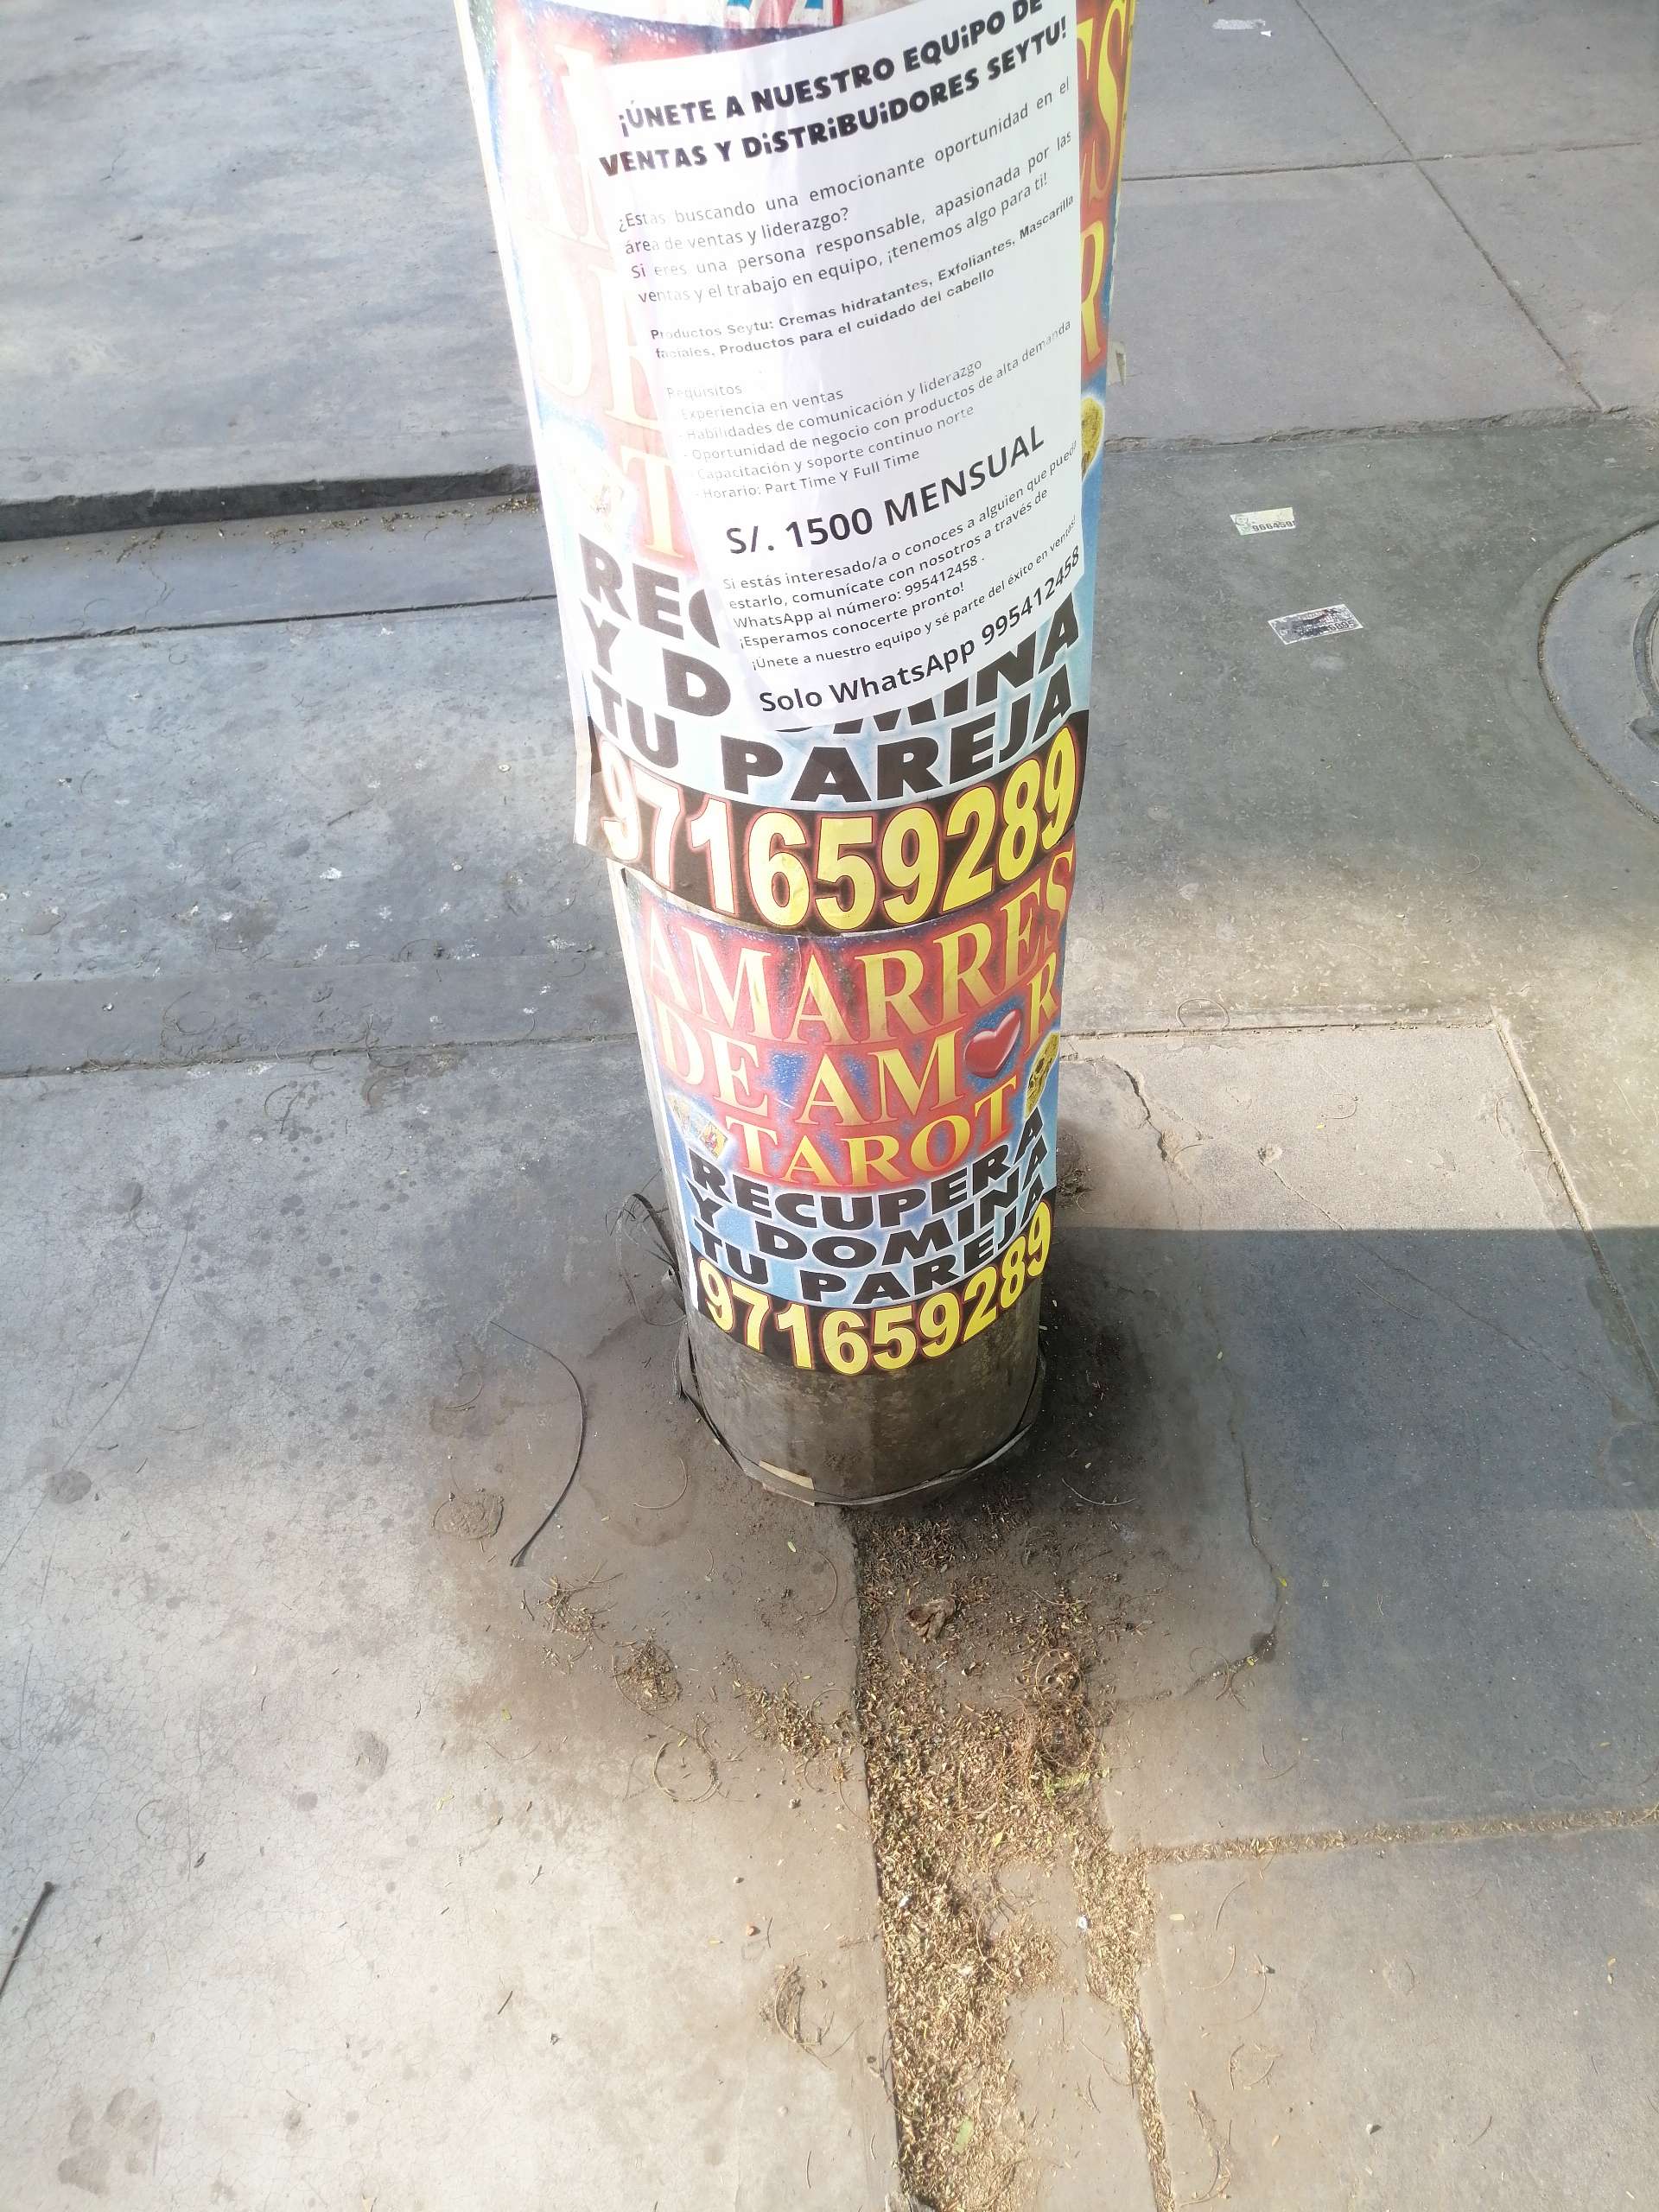 ¡ÚNETE A NUESTRO EQUIPO DE
VENTAS Y DISTRIBUIDORES SEYTU!
¿Estás buscando una emocionante oportunidad en el
área de ventas y liderazgo?
Si eres una persona responsable, apasionada por las
ventas y el trabajo en equipo, ¡tenemos algo para ti!
Productos Seytu: Cremas hidratantes, Exfoliantes, Mascarilla
faciales, Productos para el cuidado del cabello
Requisitos
- Experiencia en ventas
- Habilidades de comunicación y liderazgo
- Oportunidad de negocio con productos de alta demanda
- Capacitación y soporte continuo norte
- Horario: Part Time Y Full Time
S/. 1500 MENSUAL
Si estás interesado/a o conoces a alguien que pueda
estarlo, comunícate con nosotros a través de
WhatsApp al número: 995412458 .
¡Esperamos conocerte pronto!
¡Únete a nuestro equipo y sé parte del éxito en ventas!
Solo WhatsApp 995412458
Y DOMINA
TU PAREJA
971659289
AMARRES
DE AMOR
TAROT
RECUPERA
Y DOMINA
TU PAREJA
971659289